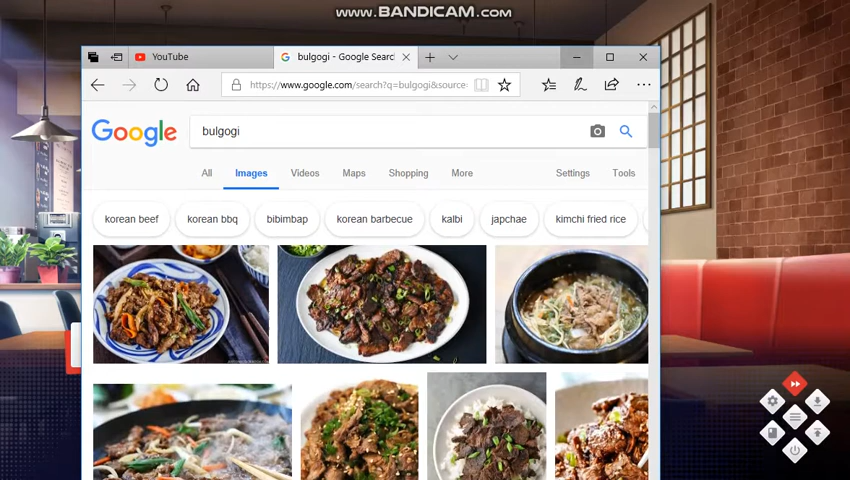 WWW.BANDICAM.COM
YouTube
bulgogi - Google Searc
https://www.google.com/search?q=bulgogi&source=
Google
bulgogi
All Images Videos Maps Shopping More Settings Tools
korean beef korean bbq bibimbap korean barbecue kalbi japchae kimchi fried rice